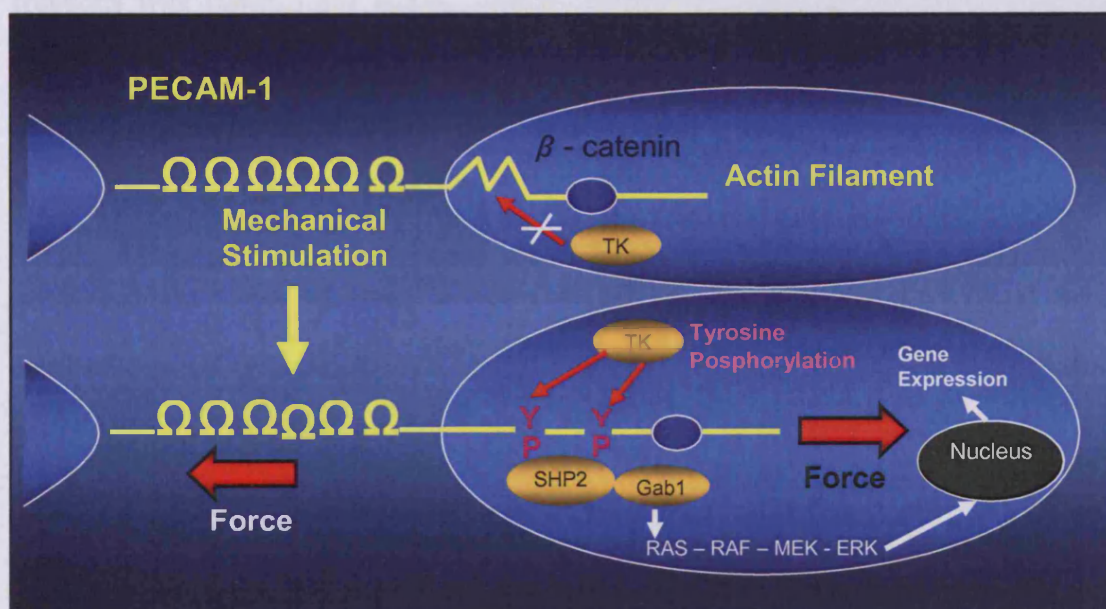 PECAM-1
β - catenin
Actin Filament
Ω Ω Ω Ω Ω Ω
Mechanical
Stimulation
TK
TK
Tyrosine
Posphorylation
Gene
Expression
Ω Ω Ω Ω Ω Ω
Y Y
P P
Nucleus
SHP2
Gab1
Force
Force
RAS – RAF – MEK - ERK